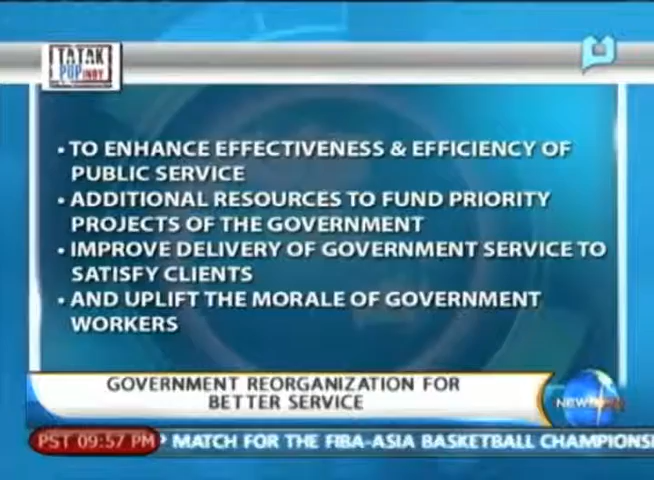 TATAK
POPINOY
• TO ENHANCE EFFECTIVENESS & EFFICIENCY OF
PUBLIC SERVICE
• ADDITIONAL RESOURCES TO FUND PRIORITY
PROJECTS OF THE GOVERNMENT
• IMPROVE DELIVERY OF GOVERNMENT SERVICE TO
SATISFY CLIENTS
• AND UPLIFT THE MORALE OF GOVERNMENT
WORKERS
GOVERNMENT REORGANIZATION FOR
BETTER SERVICE
PST 09:57 PM
MATCH FOR THE FIBA-ASIA BASKETBALL CHAMPIONS